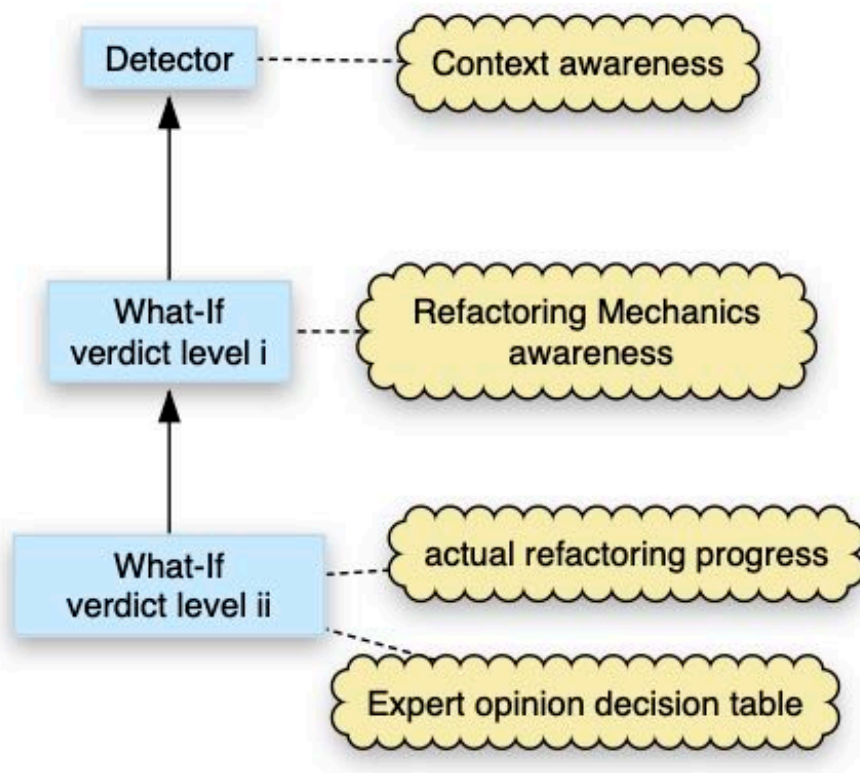 Detector
Context awareness
What-If
verdict level i
Refactoring Mechanics
awareness
What-If
verdict level ii
actual refactoring progress
Expert opinion decision table